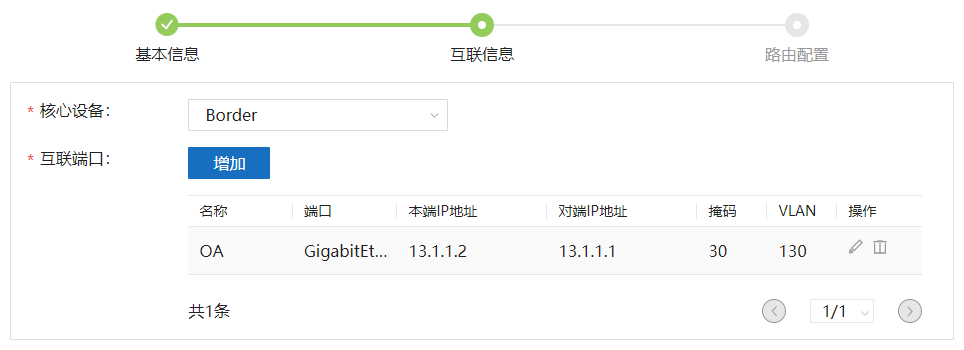 基本信息 互联信息 路由配置
* 核心设备： Border
* 互联端口： 增加
名称 端口 本端IP地址 对端IP地址 掩码 VLAN 操作
OA GigabitEt... 13.1.1.2 13.1.1.1 30 130
共1条 1/1